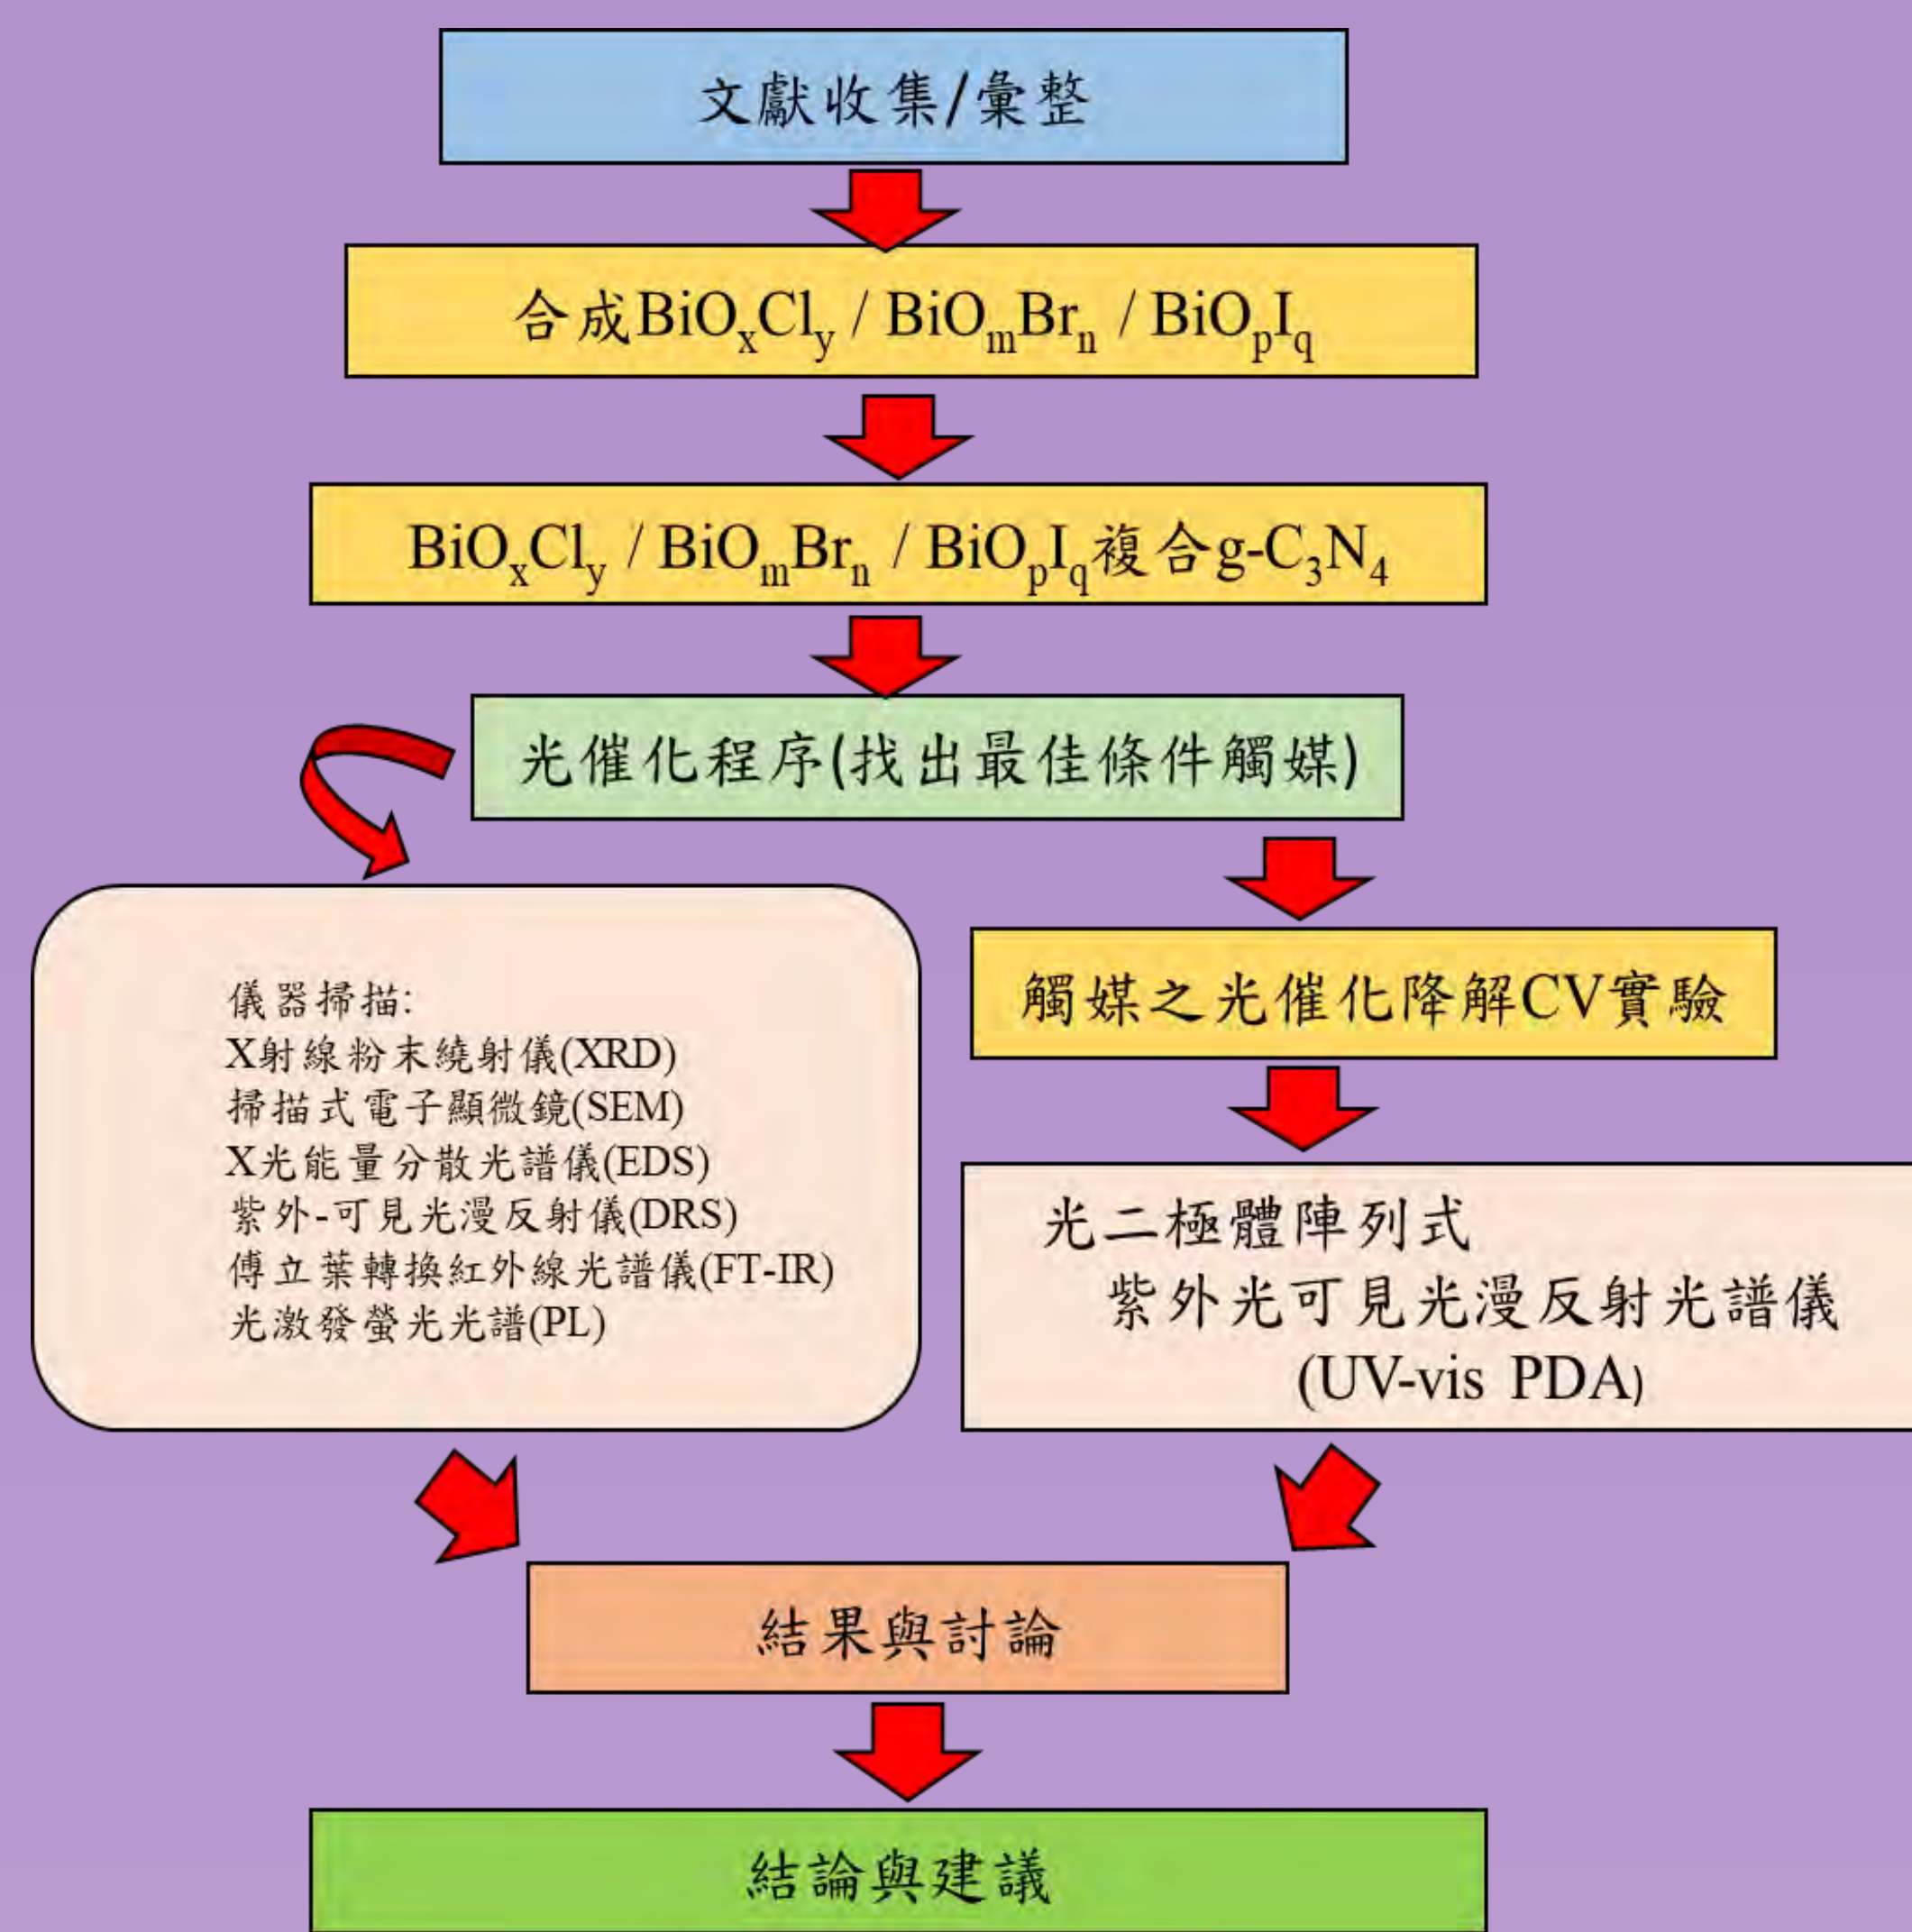 文獻收集/彙整
合成BiOₓClᵧ / BiOₘBrₙ / BiOₚI_q
BiOₓClᵧ / BiOₘBrₙ / BiOₚI_q複合g-C₃N₄
光催化程序(找出最佳條件觸媒)
儀器掃描:
X射線粉末繞射儀(XRD)
掃描式電子顯微鏡(SEM)
X光能量分散光譜儀(EDS)
紫外-可見光漫反射儀(DRS)
傅立葉轉換紅外線光譜儀(FT-IR)
光激發螢光光譜(PL)
觸媒之光催化降解CV實驗
光二極體陣列式
紫外光可見光漫反射光譜儀
(UV-vis PDA)
結果與討論
結論與建議